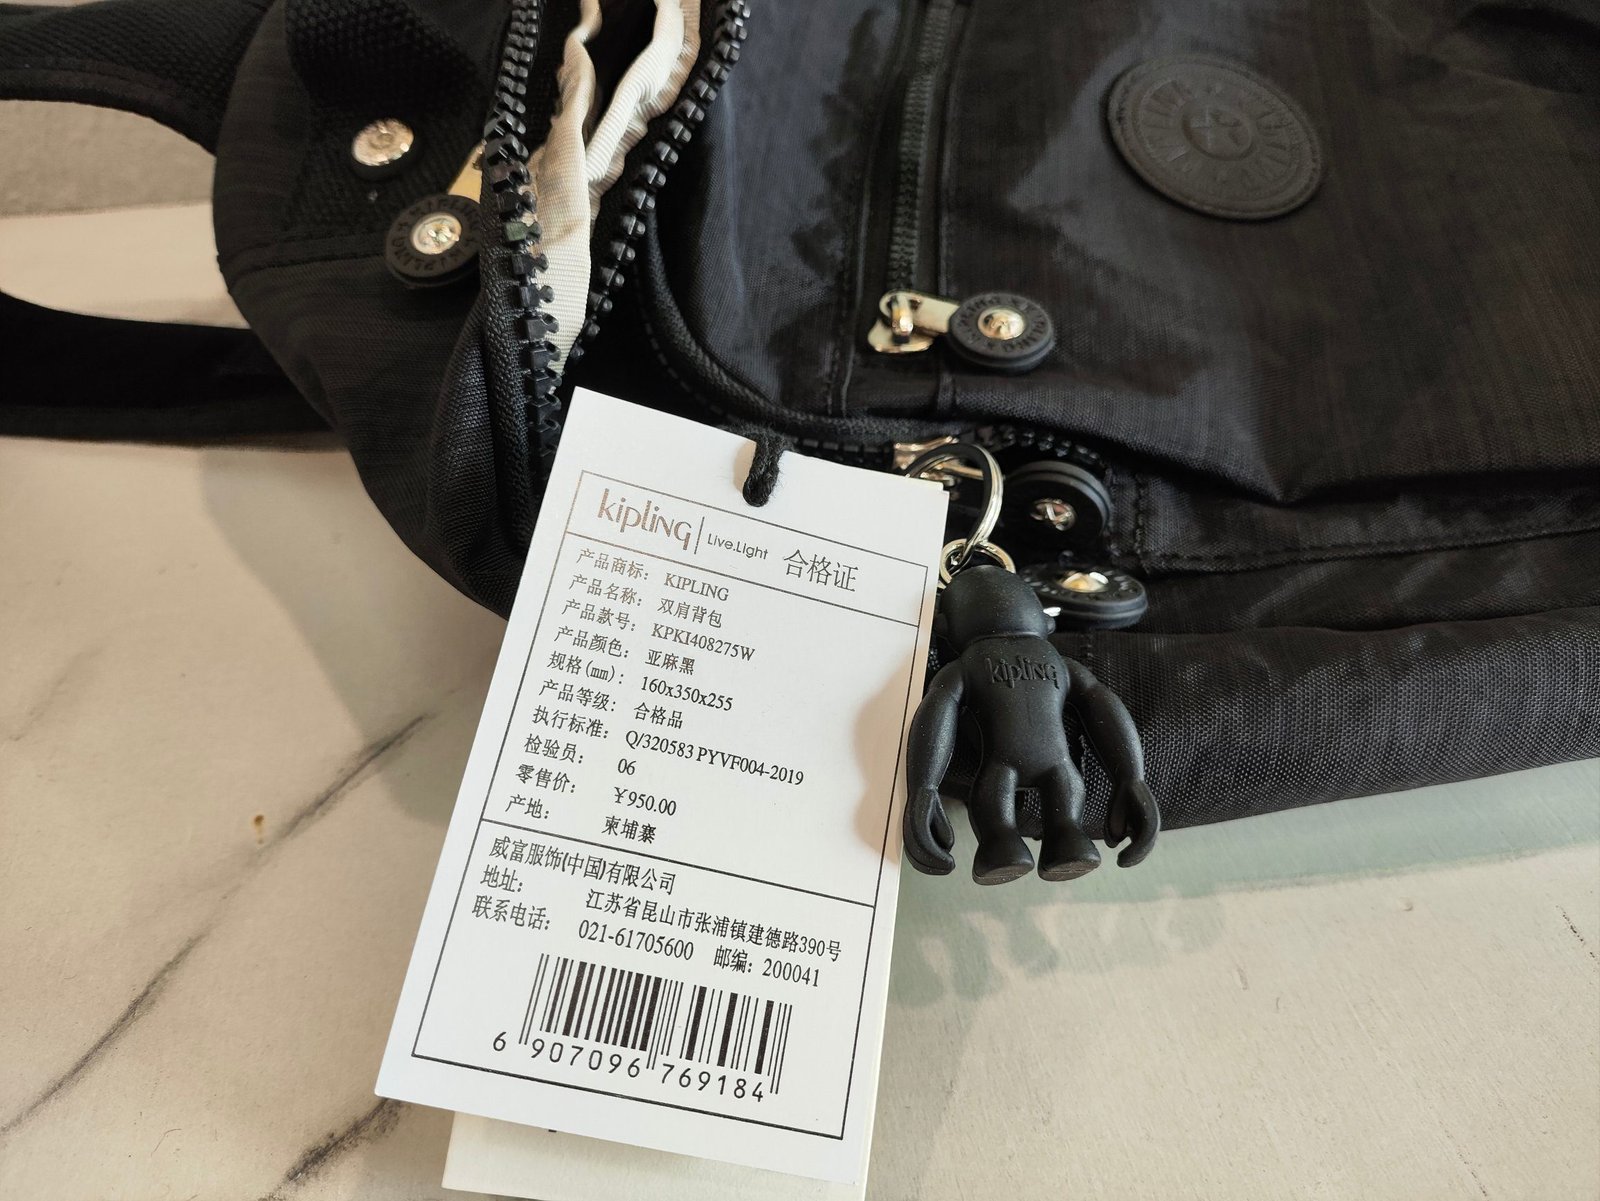 kipling Live.Light 合格证
产品商标: KIPLING
产品名称: 双肩背包
产品款号: KPKI408275W
产品颜色: 亚麻黑
规格(mm): 160x350x255
产品等级: 合格品
执行标准: Q/320583 PYVF004-2019
检验员: 06
零售价: ¥950.00
产地: 柬埔寨
威富服饰(中国)有限公司
地址: 江苏省昆山市张浦镇建德路390号
联系电话: 021-61705600 邮编: 200041
6 907096 769184
kipling